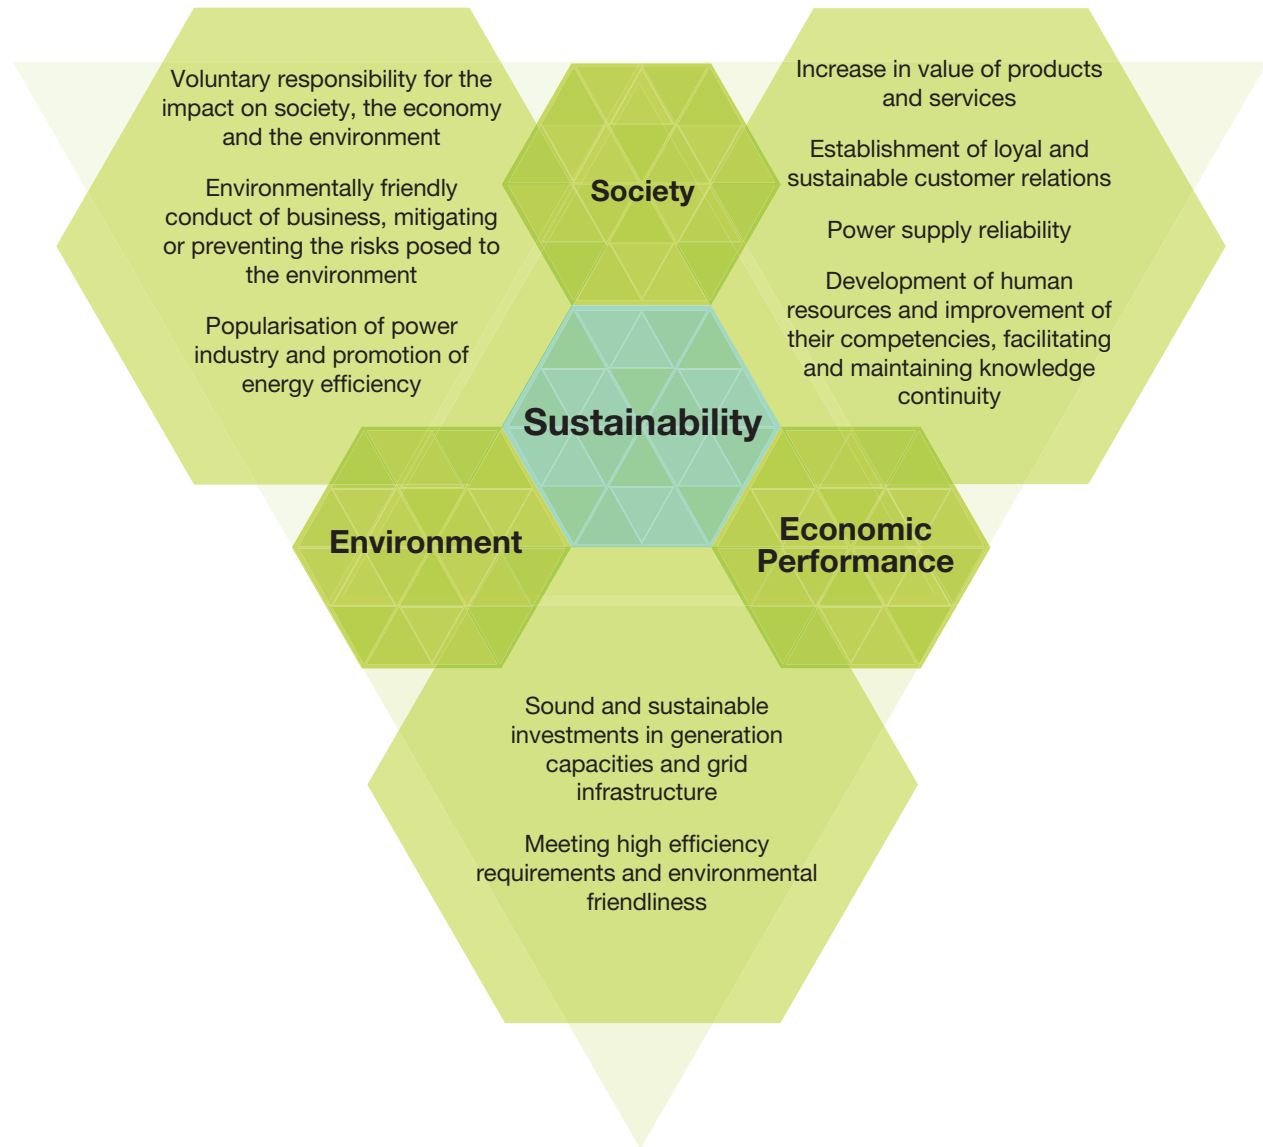 Voluntary responsibility for the
impact on society, the economy
and the environment
Environmentally friendly
conduct of business, mitigating
or preventing the risks posed to
the environment
Popularisation of power
industry and promotion of
energy efficiency
Society
Increase in value of products
and services
Establishment of loyal and
sustainable customer relations
Power supply reliability
Development of human
resources and improvement of
their competencies, facilitating
and maintaining knowledge
continuity
Sustainability
Environment
Economic
Performance
Sound and sustainable
investments in generation
capacities and grid
infrastructure
Meeting high efficiency
requirements and environmental
friendliness